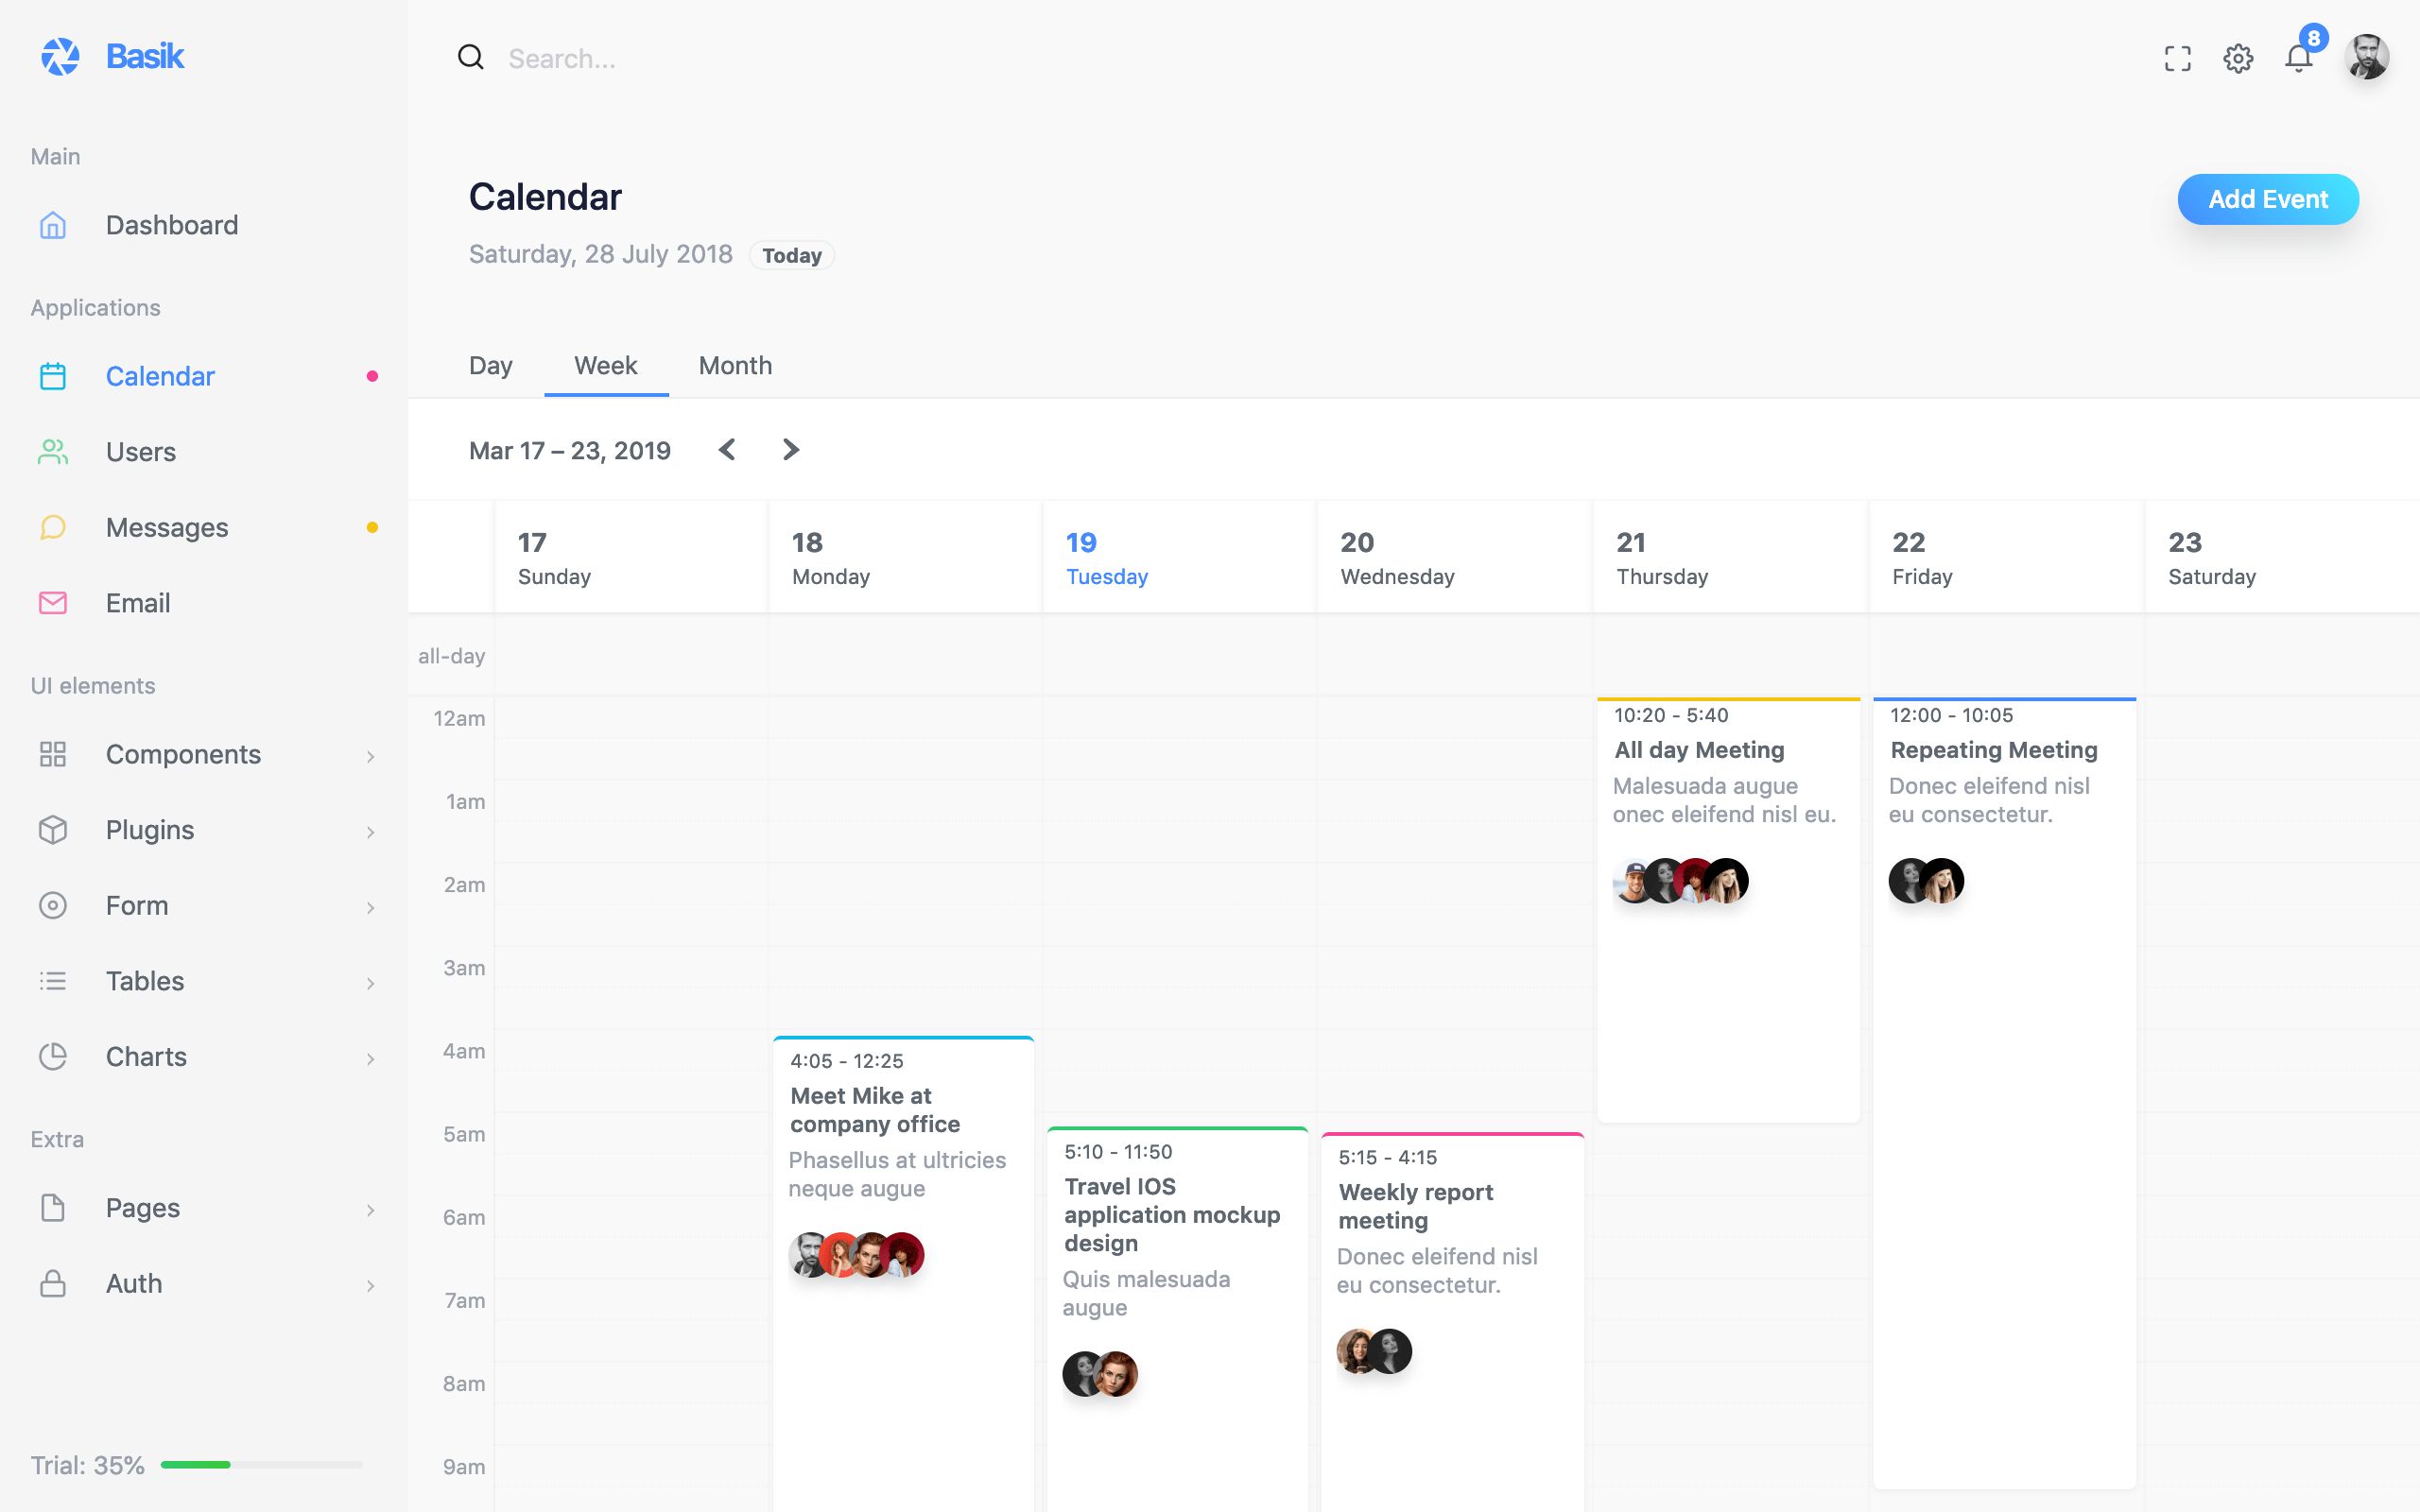 Basik
Search...
8
Main
Dashboard
Applications
Calendar
Users
Messages
Email
UI elements
Components
Plugins
Form
Tables
Charts
Extra
Pages
Auth
Trial: 35%
Calendar
Saturday, 28 July 2018 Today
Add Event
Day Week Month
Mar 17 – 23, 2019
17 18 19 20 21 22 23
Sunday Monday Tuesday Wednesday Thursday Friday Saturday
all-day
12am
1am
2am
3am
4am
5am
6am
7am
8am
9am
4:05 - 12:25
Meet Mike at
company office
Phasellus at ultricies
neque augue
5:10 - 11:50
Travel IOS
application mockup
design
Quis malesuada
augue
5:15 - 4:15
Weekly report
meeting
Donec eleifend nisl
eu consectetur.
10:20 - 5:40
All day Meeting
Malesuada augue
onec eleifend nisl eu.
12:00 - 10:05
Repeating Meeting
Donec eleifend nisl
eu consectetur.